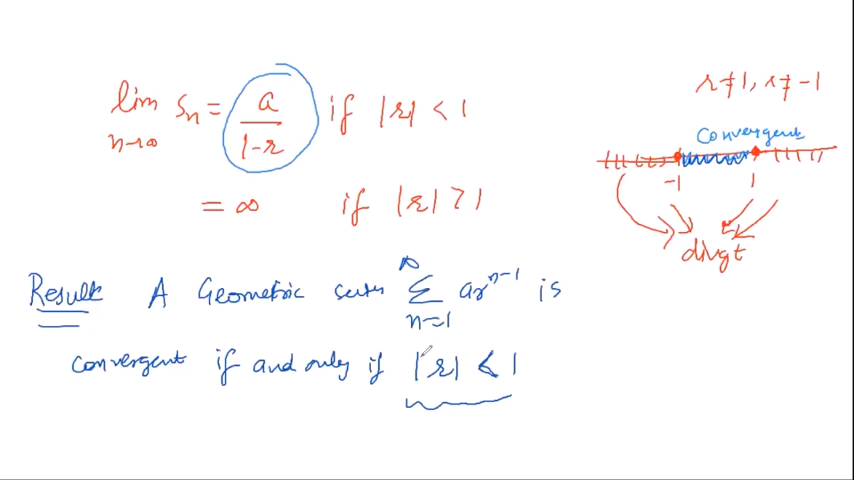 lim n→∞ Sn = a/(1-r) if |r| < 1
= ∞ if |r| > 1
r ≠ 1, r ≠ -1
Convergent
-1 1
divgt
Result A Geometric series ∞ Σ n=1 ar^n-1 is
convergent if and only if |r| < 1